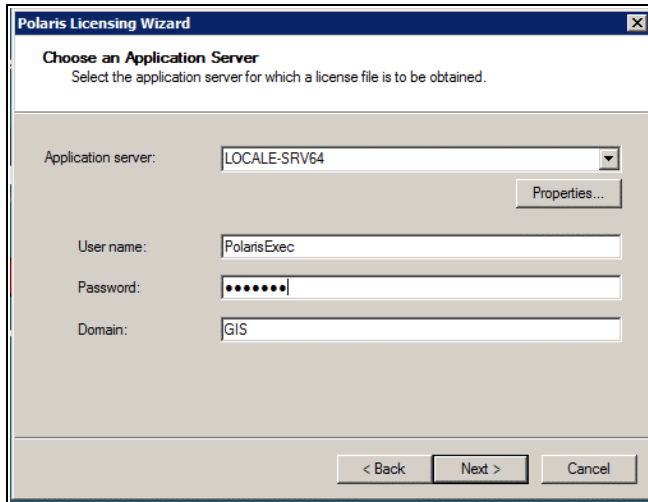 Polaris Licensing Wizard
Choose an Application Server
Select the application server for which a license file is to be obtained.
Application server:
LOCALE-SRV64
Properties...
User name:
PolarisExec
Password:
●●●●●●●
Domain:
GIS
< Back
Next >
Cancel